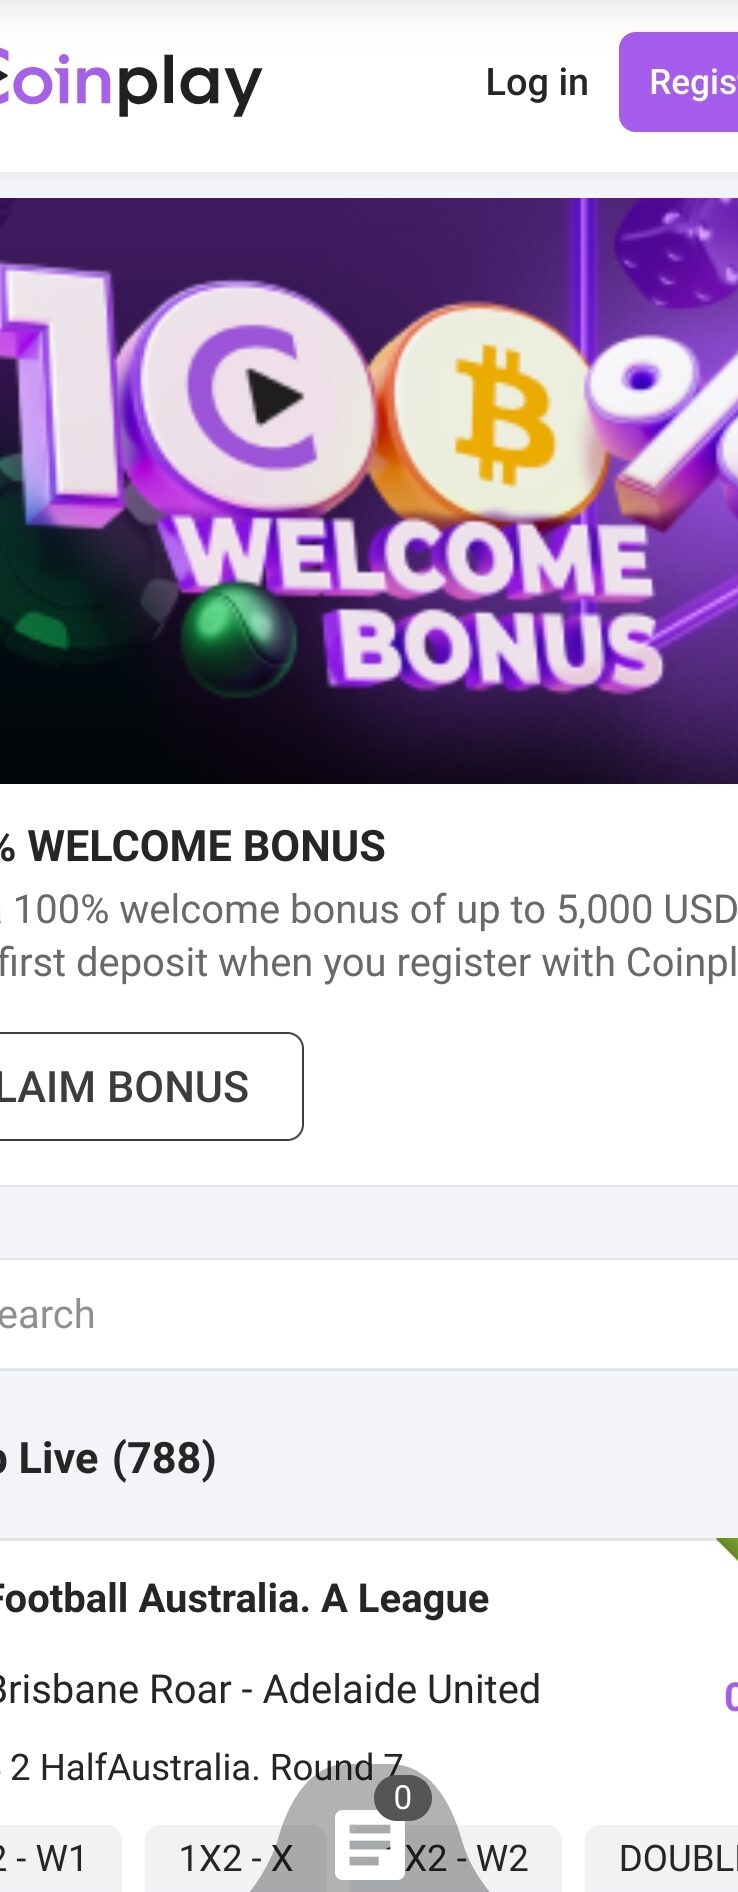 Coinplay
Log in
Regis
100%
WELCOME
BONUS
% WELCOME BONUS
100% welcome bonus of up to 5,000 USD
first deposit when you register with Coinpl
LAIM BONUS
earch
Live (788)
Football Australia. A League
Brisbane Roar - Adelaide United
2 HalfAustralia. Round 7
0
2 - W1
1X2 - X
1X2 - W2
DOUBL